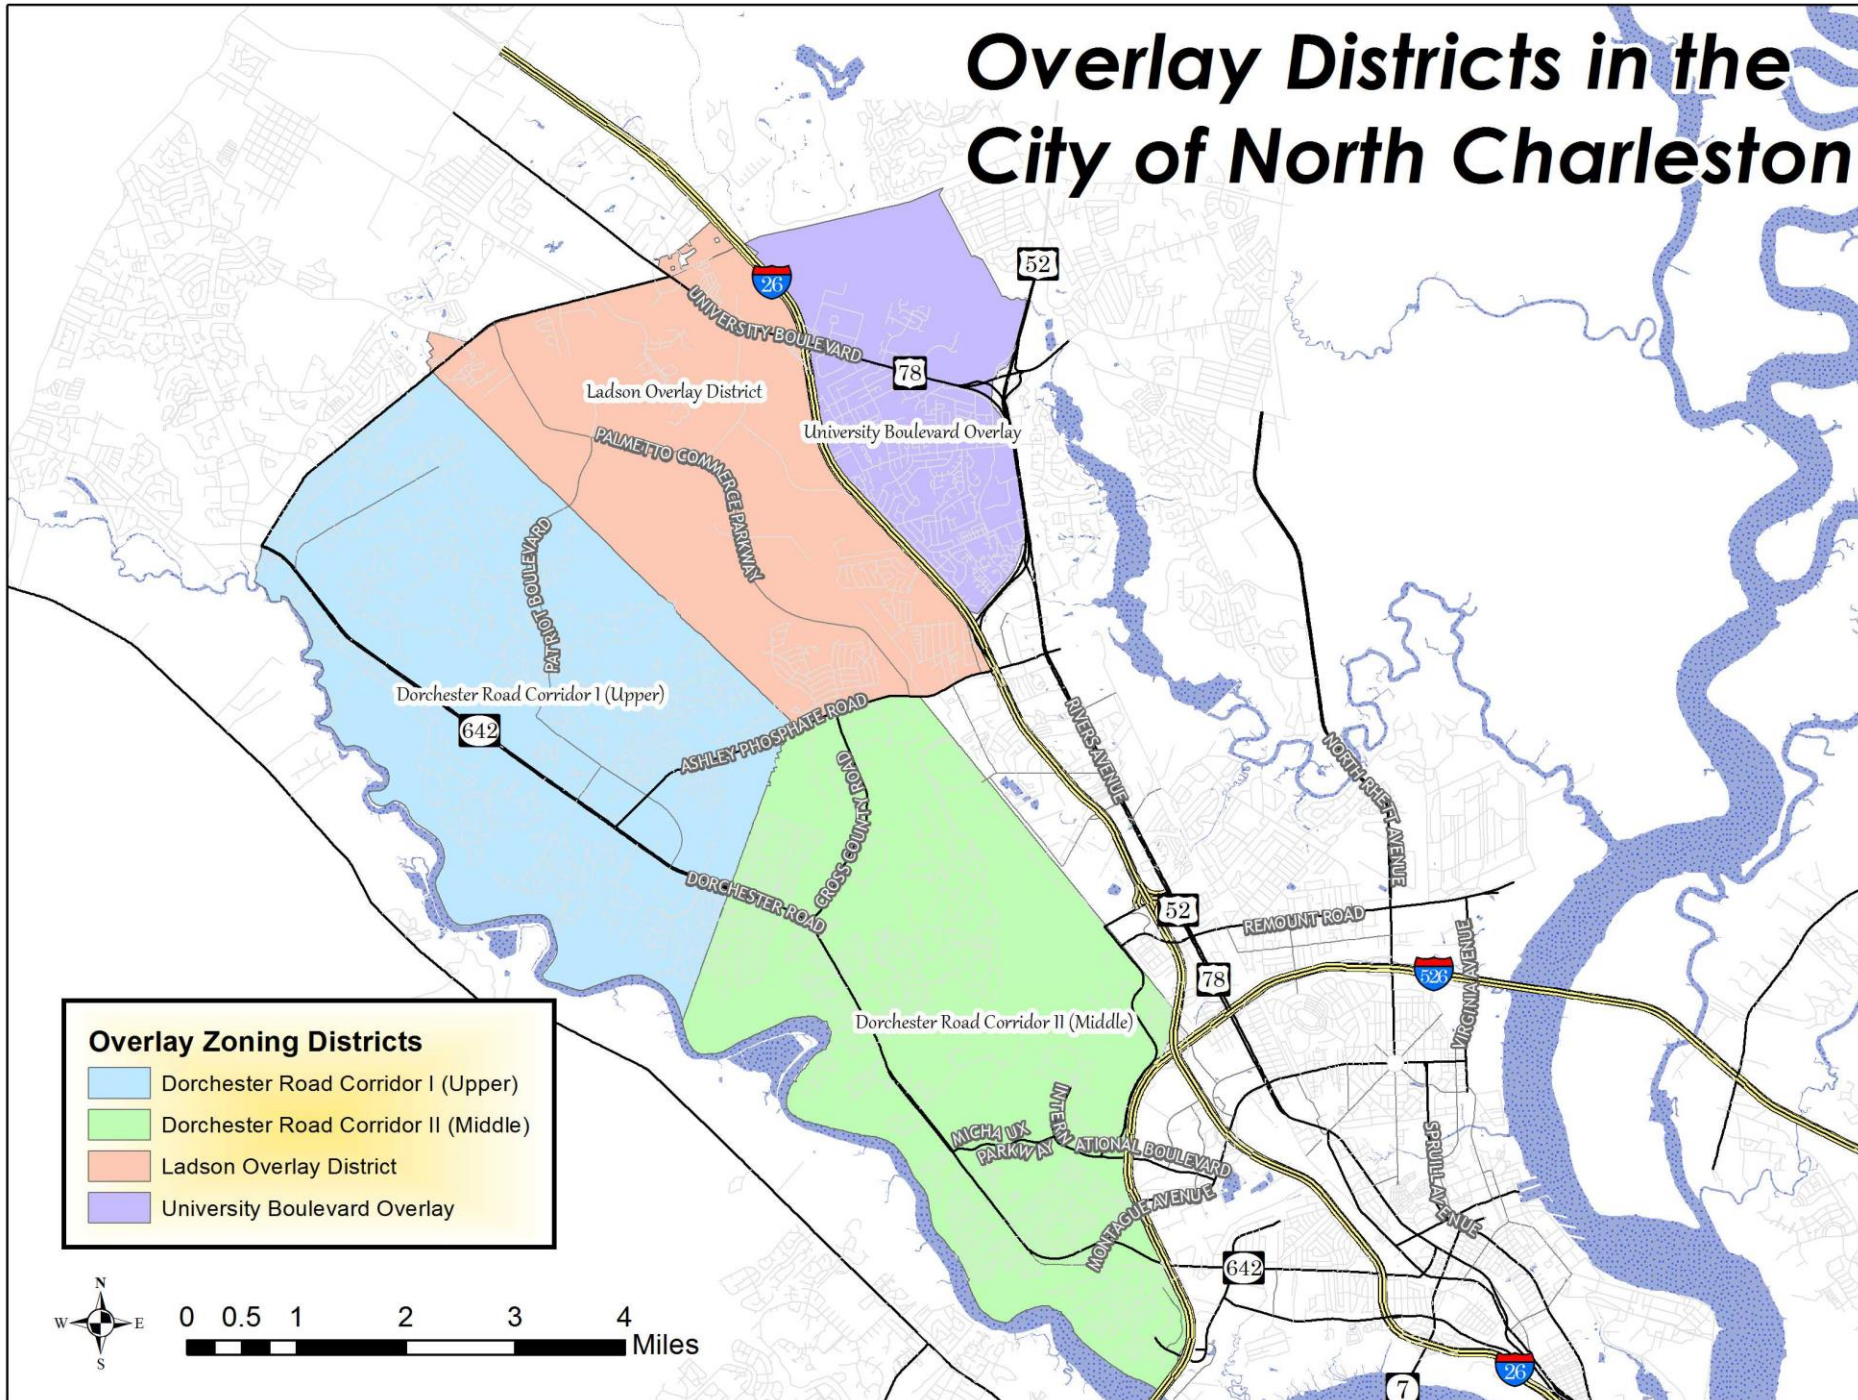 Overlay Districts in the
City of North Charleston
52
26
UNIVERSITY BOULEVARD
78
Ladson Overlay District
University Boulevard Overlay
PALMETTO COMMERCE PARKWAY
PATRIOT BOULEVARD
Dorchester Road Corridor I (Upper)
642
ASHLEY PHOSPHATE ROAD
RIVERS AVENUE
CROSS COUNTY ROAD
NORTH RHETT AVENUE
DORCHESTER ROAD
52
REMOUNT ROAD
78
526
VIRGINIA AVENUE
Dorchester Road Corridor II (Middle)
MICHAUX
PARKWAY
INTERNATIONAL BOULEVARD
MONTAGUE AVENUE
SPRUILL AVENUE
642
26
7
Overlay Zoning Districts
Dorchester Road Corridor I (Upper)
Dorchester Road Corridor II (Middle)
Ladson Overlay District
University Boulevard Overlay
N
W E
S
0 0.5 1 2 3 4
Miles